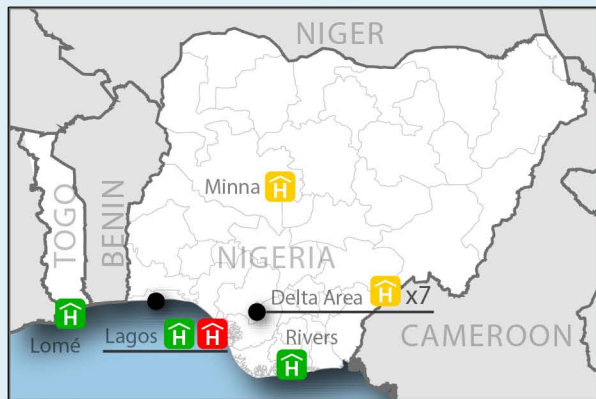 NIGER
Minna H
TOGO
BENIN
NIGERIA
Delta Area H x7
H
Lomé
Lagos H H
Rivers
H
CAMEROON